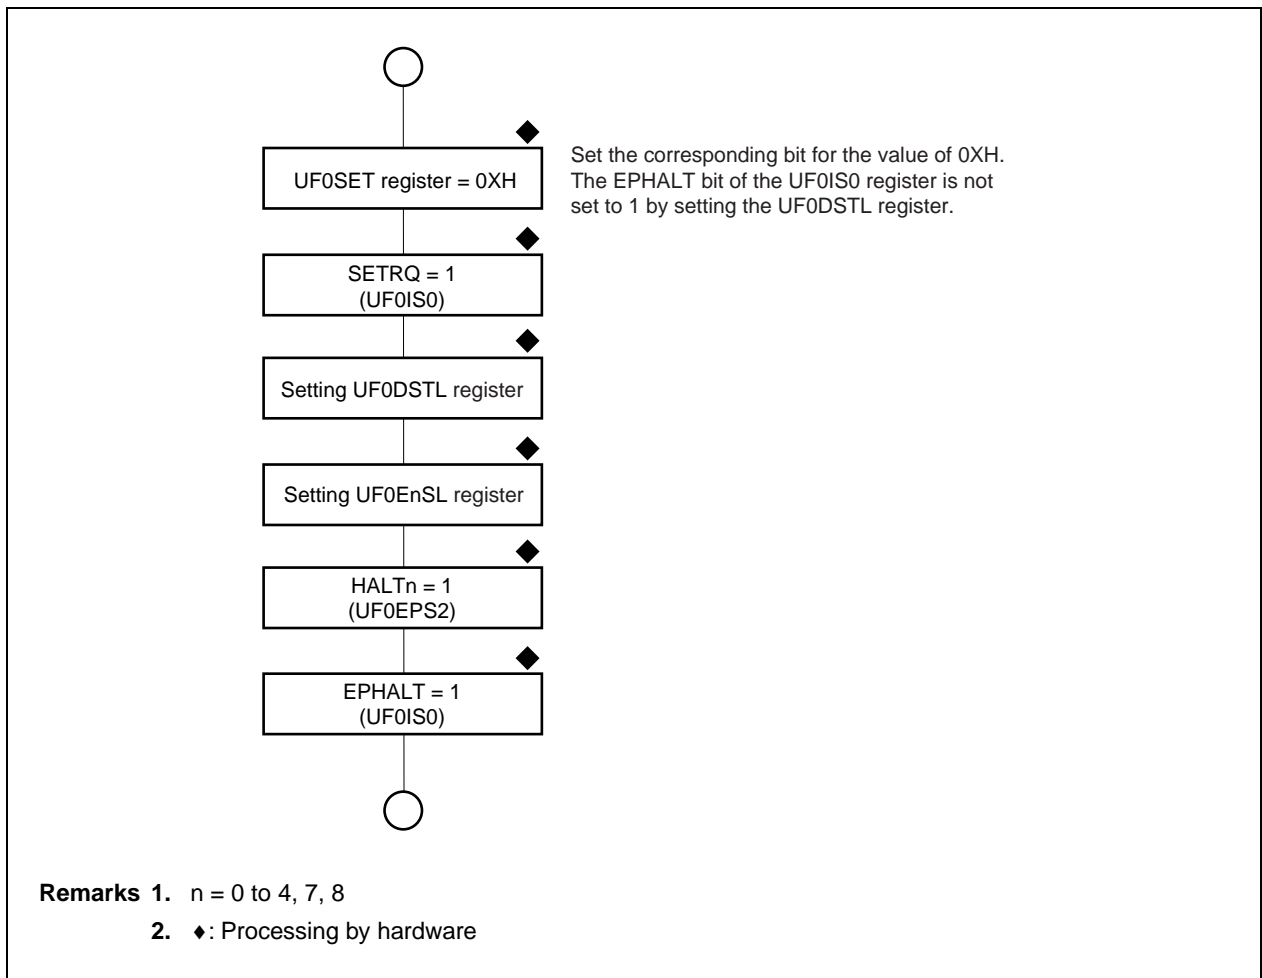 UF0SET register = 0XH
Set the corresponding bit for the value of 0XH.
The EPHALT bit of the UF0IS0 register is not
set to 1 by setting the UF0DSTL register.
SETRQ = 1
(UF0IS0)
Setting UF0DSTL register
Setting UF0EnSL register
HALTn = 1
(UF0EPS2)
EPHALT = 1
(UF0IS0)
Remarks 1. n = 0 to 4, 7, 8
2. ♦: Processing by hardware